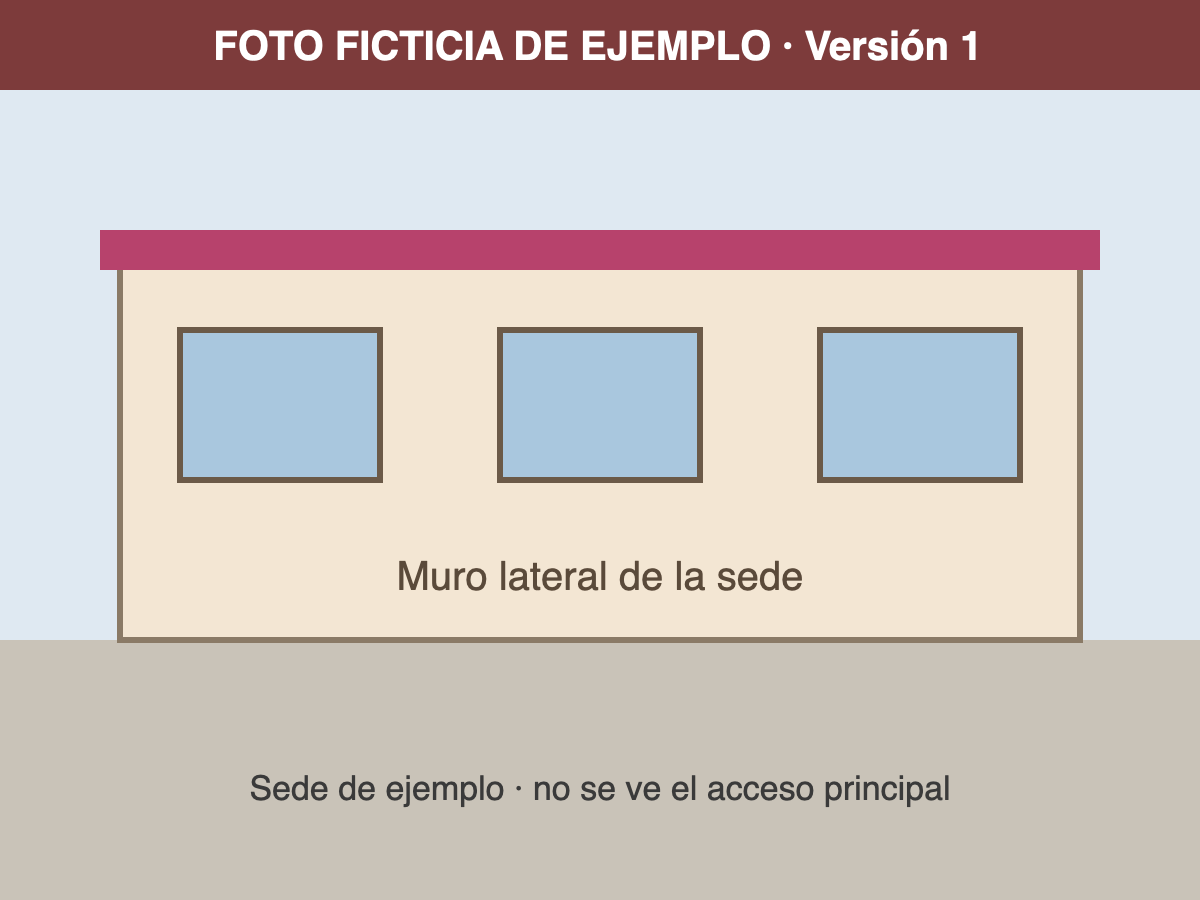 FOTO FICTICIA DE EJEMPLO · Versión 1
Muro lateral de la sede
Sede de ejemplo · no se ve el acceso principal